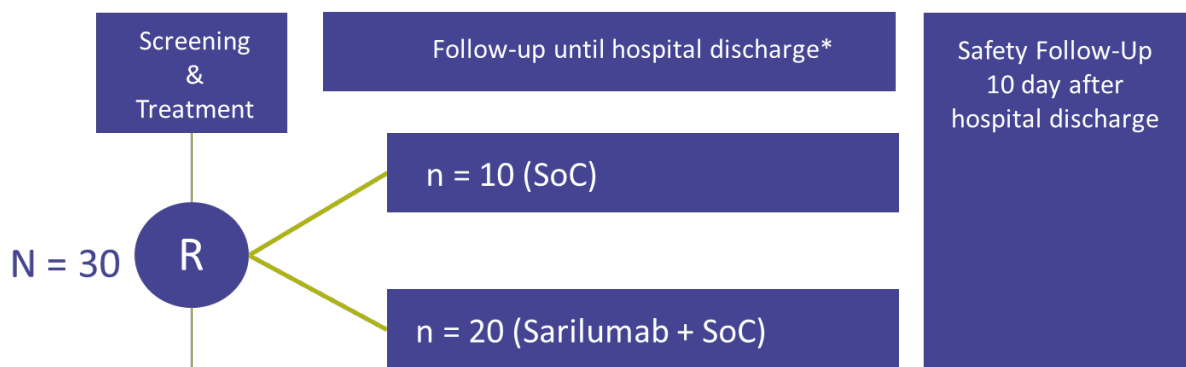 Screening
&
Treatment
Follow-up until hospital discharge*
Safety Follow-Up
10 day after
hospital discharge
n = 10 (SoC)
N = 30
R
n = 20 (Sarilumab + SoC)